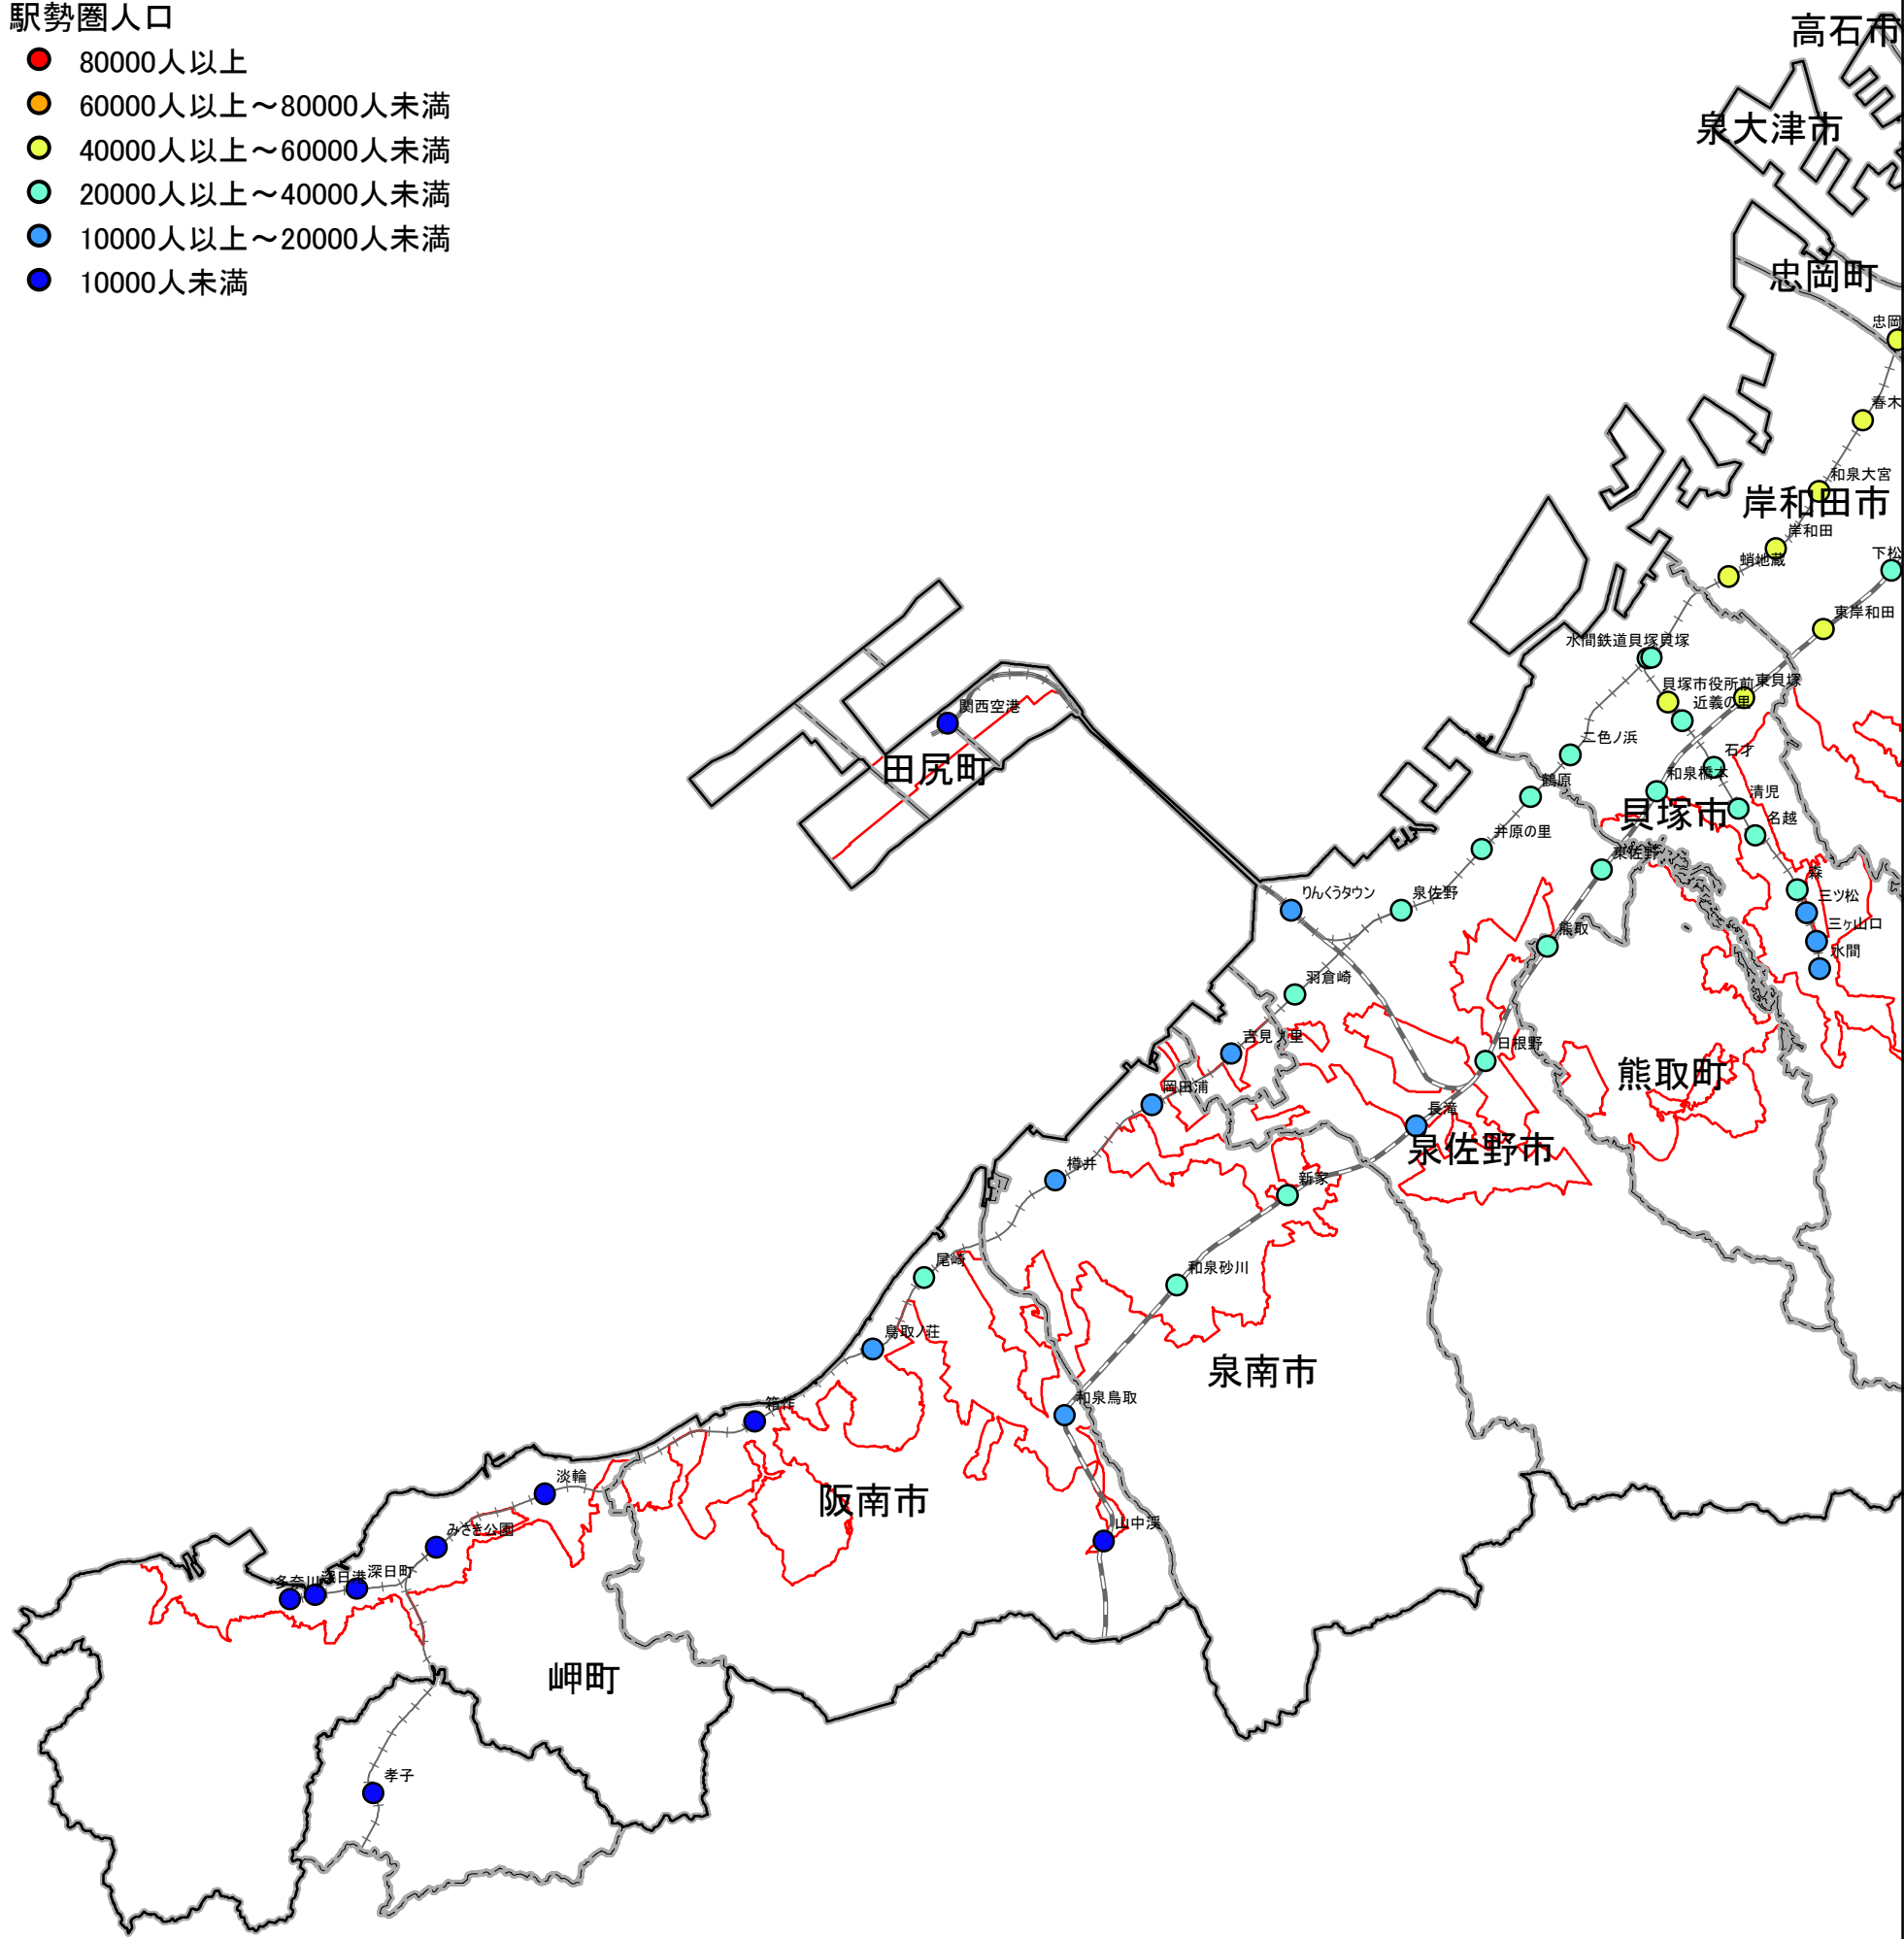 駅勢圏人口
80000人以上
60000人以上～80000人未満
40000人以上～60000人未満
20000人以上～40000人未満
10000人以上～20000人未満
10000人未満
高石市
泉大津市
忠岡町
忠岡
春木
和泉大宮
岸和田市
岸和田
下松
蛸地蔵
東岸和田
水間鉄道貝塚貝塚
東貝塚
貝塚市役所前
近義の里
関西空港
二色ノ浜
石才
田尻町
和泉橋本
鶴原
清児
貝塚市
名越
井原の里
東佐野
森
りんくうタウン
泉佐野
三ツ松
三ヶ山口
熊取
水間
羽倉崎
吉見ノ里
日根野
熊取町
岡田浦
長滝
泉佐野市
樽井
新家
尾崎
和泉砂川
鳥取ノ荘
泉南市
和泉鳥取
箱作
淡輪
阪南市
山中渓
みさき公園
深日町
深日港
多奈川
岬町
孝子